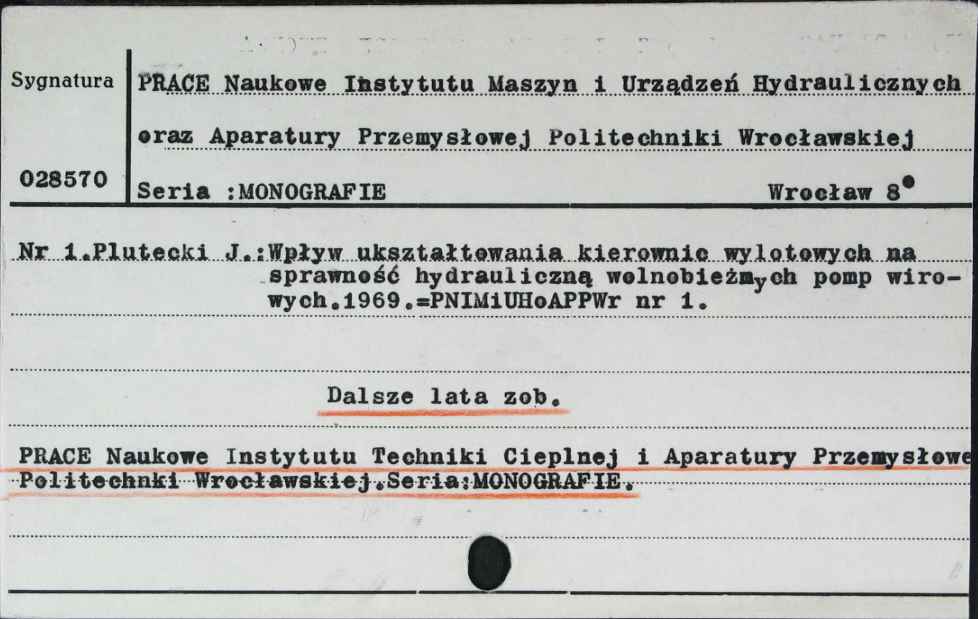 Sygnatura
PRACE Naukowe Instytutu Maszyn i Urządzeń Hydraulicznych
oraz Aparatury Przemysłowej Politechniki Wrocławskiej
028570
Seria :MONOGRAFIE Wrocław 8°
Nr 1.Plutecki J.:Wpływ ukształtowania kierownic wylotowych na
sprawność hydrauliczną wolnobieżnych pomp wiro-
wych.1969.=PNIMiUHoAPPWr nr 1.
Dalsze lata zob.
PRACE Naukowe Instytutu Techniki Cieplnej i Aparatury Przemysłowe
Politechnki Wrocławskiej.Seria:MONOGRAFIE.